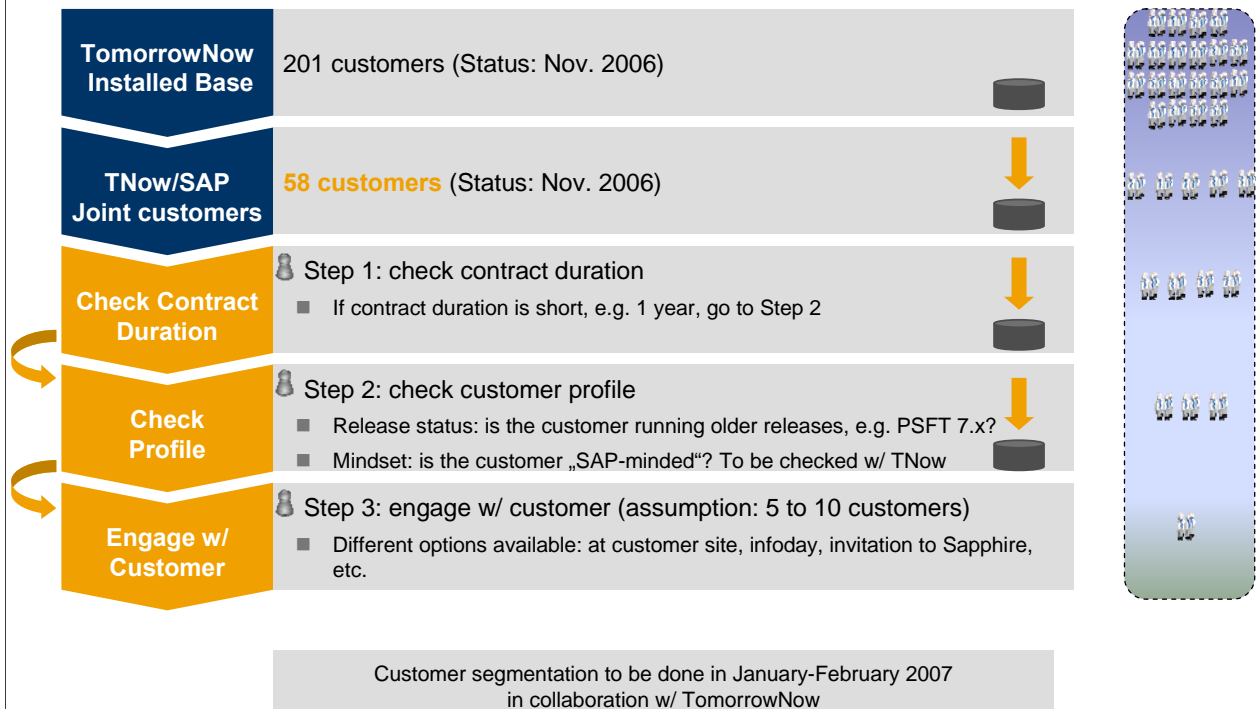 TomorrowNow
Installed Base
201 customers (Status: Nov. 2006)
TNow/SAP
Joint customers
58 customers (Status: Nov. 2006)
Check Contract
Duration
Step 1: check contract duration
■ If contract duration is short, e.g. 1 year, go to Step 2
Check
Profile
Step 2: check customer profile
■ Release status: is the customer running older releases, e.g. PSFT 7.x?
■ Mindset: is the customer „SAP-minded“? To be checked w/ TNow
Engage w/
Customer
Step 3: engage w/ customer (assumption: 5 to 10 customers)
■ Different options available: at customer site, infoday, invitation to Sapphire,
etc.
Customer segmentation to be done in January-February 2007
in collaboration w/ TomorrowNow